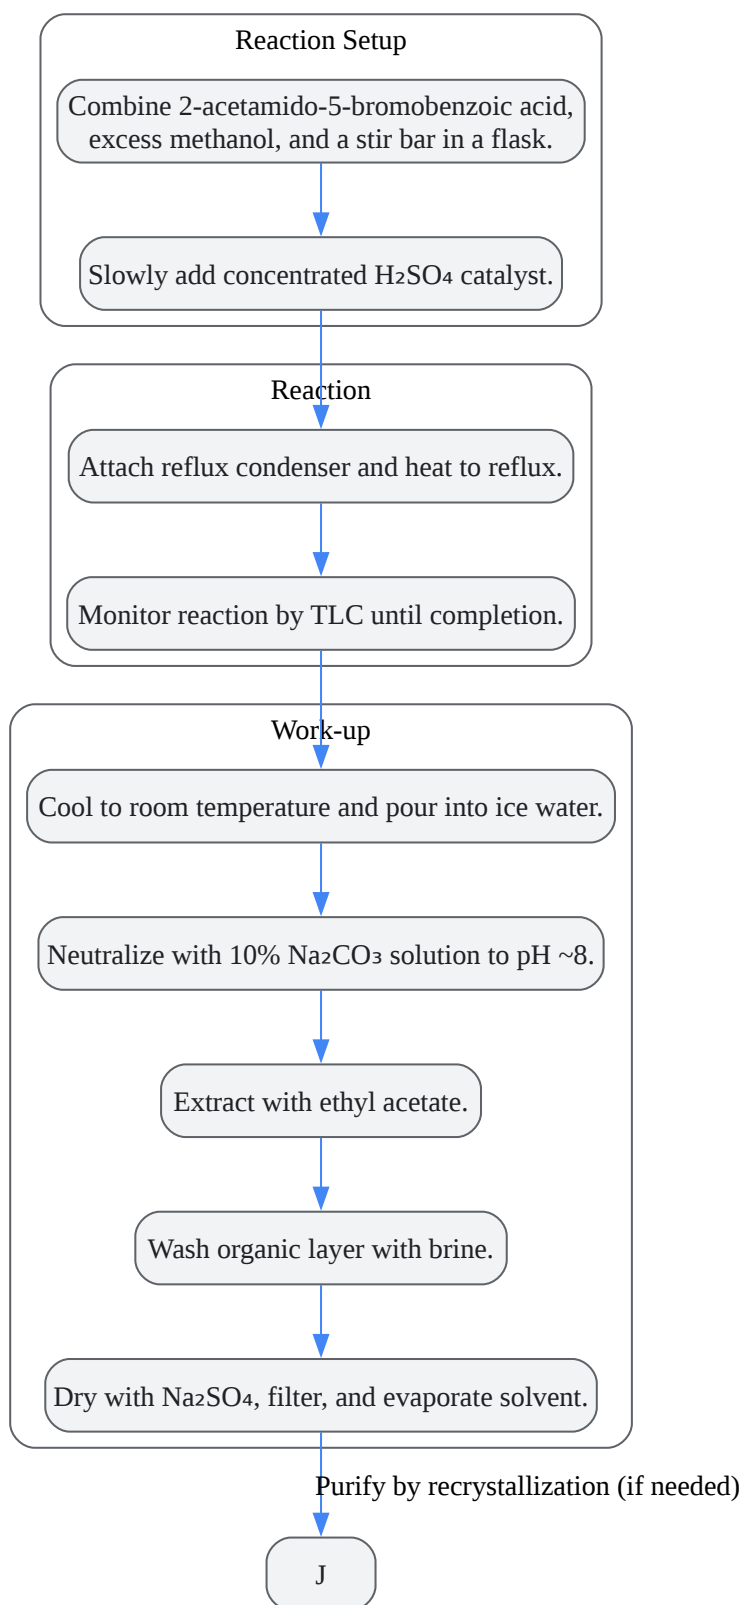 Reaction Setup
Combine 2-acetamido-5-bromobenzoic acid,
excess methanol, and a stir bar in a flask.
Slowly add concentrated H₂SO₄ catalyst.
Reaction
Attach reflux condenser and heat to reflux.
Monitor reaction by TLC until completion.
Work-up
Cool to room temperature and pour into ice water.
Neutralize with 10% Na₂CO₃ solution to pH ~8.
Extract with ethyl acetate.
Wash organic layer with brine.
Dry with Na₂SO₄, filter, and evaporate solvent.
Purify by recrystallization (if needed)
J